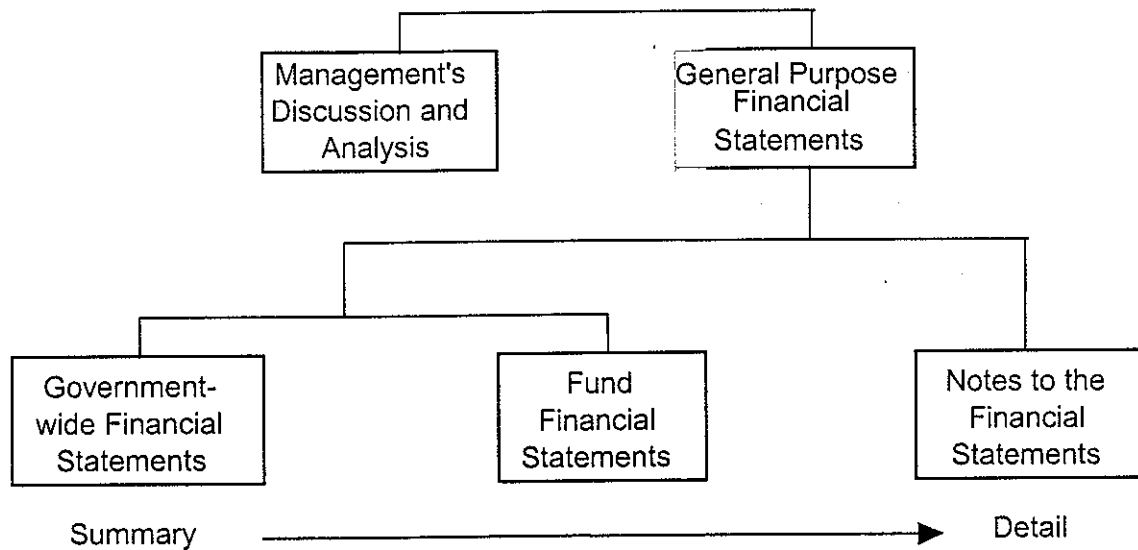 Management's
Discussion and
Analysis
General Purpose
Financial
Statements
Government-
wide Financial
Statements
Fund
Financial
Statements
Notes to the
Financial
Statements
Summary
Detail